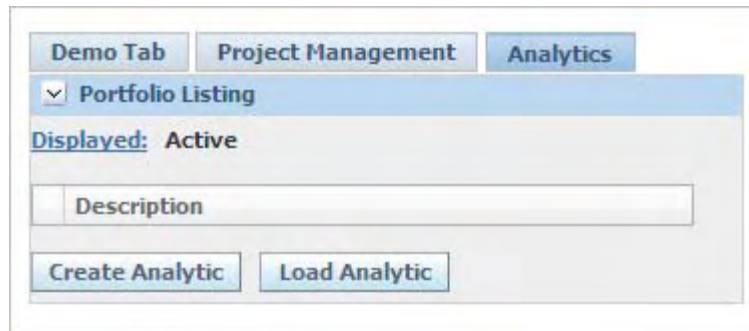 Demo Tab Project Management Analytics
Portfolio Listing
Displayed: Active
Description
Create Analytic Load Analytic